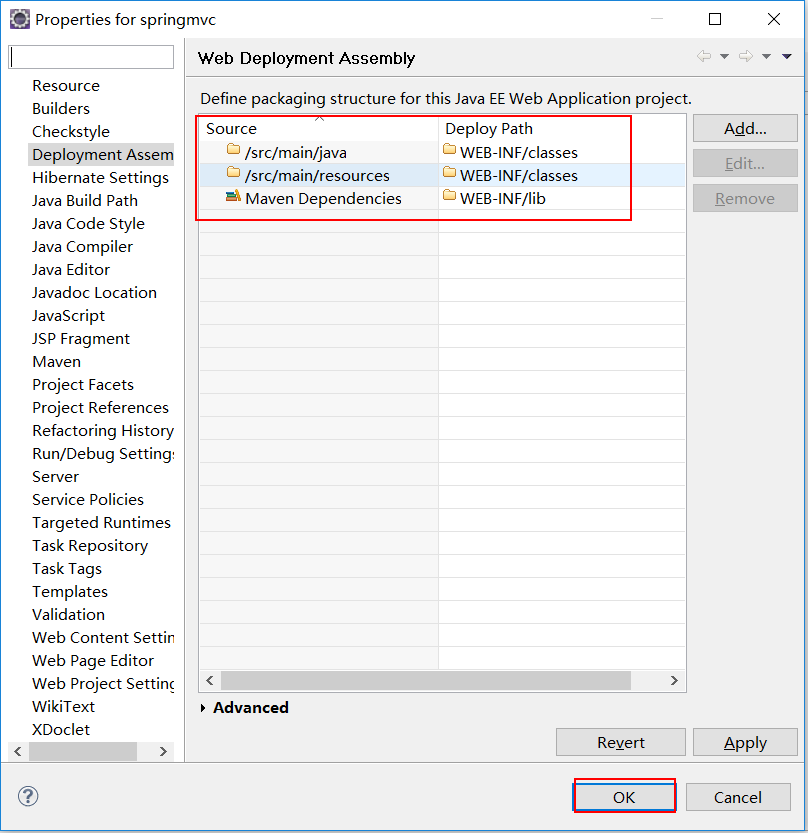 Properties for springmvc
Resource
Builders
Checkstyle
Deployment Assem
Hibernate Settings
Java Build Path
Java Code Style
Java Compiler
Java Editor
Javadoc Location
JavaScript
JSP Fragment
Maven
Project Facets
Project References
Refactoring History
Run/Debug Settings
Server
Service Policies
Targeted Runtimes
Task Repository
Task Tags
Templates
Validation
Web Content Settin
Web Page Editor
Web Project Setting
WikiText
XDoclet
Web Deployment Assembly
Define packaging structure for this Java EE Web Application project.
Source Deploy Path
/src/main/java WEB-INF/classes
/src/main/resources WEB-INF/classes
Maven Dependencies WEB-INF/lib
Add...
Edit...
Remove
Advanced
Revert Apply
OK Cancel